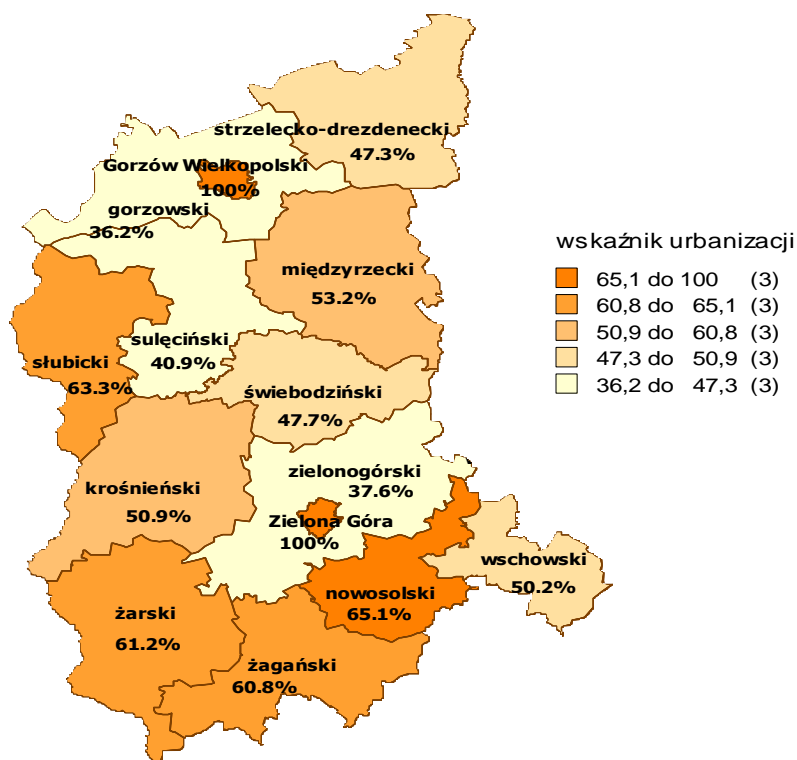 strzelecko-drezdenecki
47.3%
Gorzów Wielkopolski
100%
gorzowski
36.2%
międzyrzecki
53.2%
sulęciński
40.9%
słubicki
63.3%
świebodziński
47.7%
zielonogórski
37.6%
krośnieński
50.9%
Zielona Góra
100%
wschowski
50.2%
nowosolski
65.1%
żarski
61.2%
żagański
60.8%
wskaźnik urbanizacji
65,1 do 100 (3)
60,8 do 65,1 (3)
50,9 do 60,8 (3)
47,3 do 50,9 (3)
36,2 do 47,3 (3)